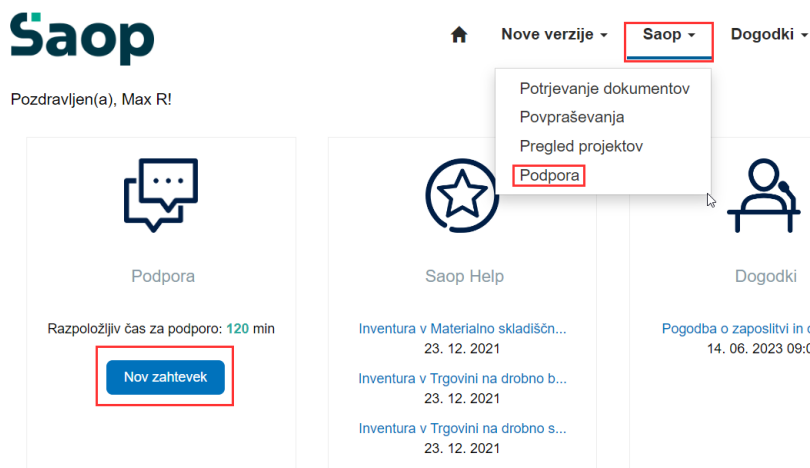 Saop
Nove verzije
Saop
Dogodki
Potrjevanje dokumentov
Povpraševanja
Pregled projektov
Podpora
Pozdravljen(a), Max R!
Podpora
Razpoložljiv čas za podporo: 120 min
Nov zahtevek
Saop Help
Inventura v Materialno skladiščn...
23. 12. 2021
Inventura v Trgovini na drobno b...
23. 12. 2021
Inventura v Trgovini na drobno s...
23. 12. 2021
Dogodki
Pogodba o zaposlitvi in
14. 06. 2023 09:0